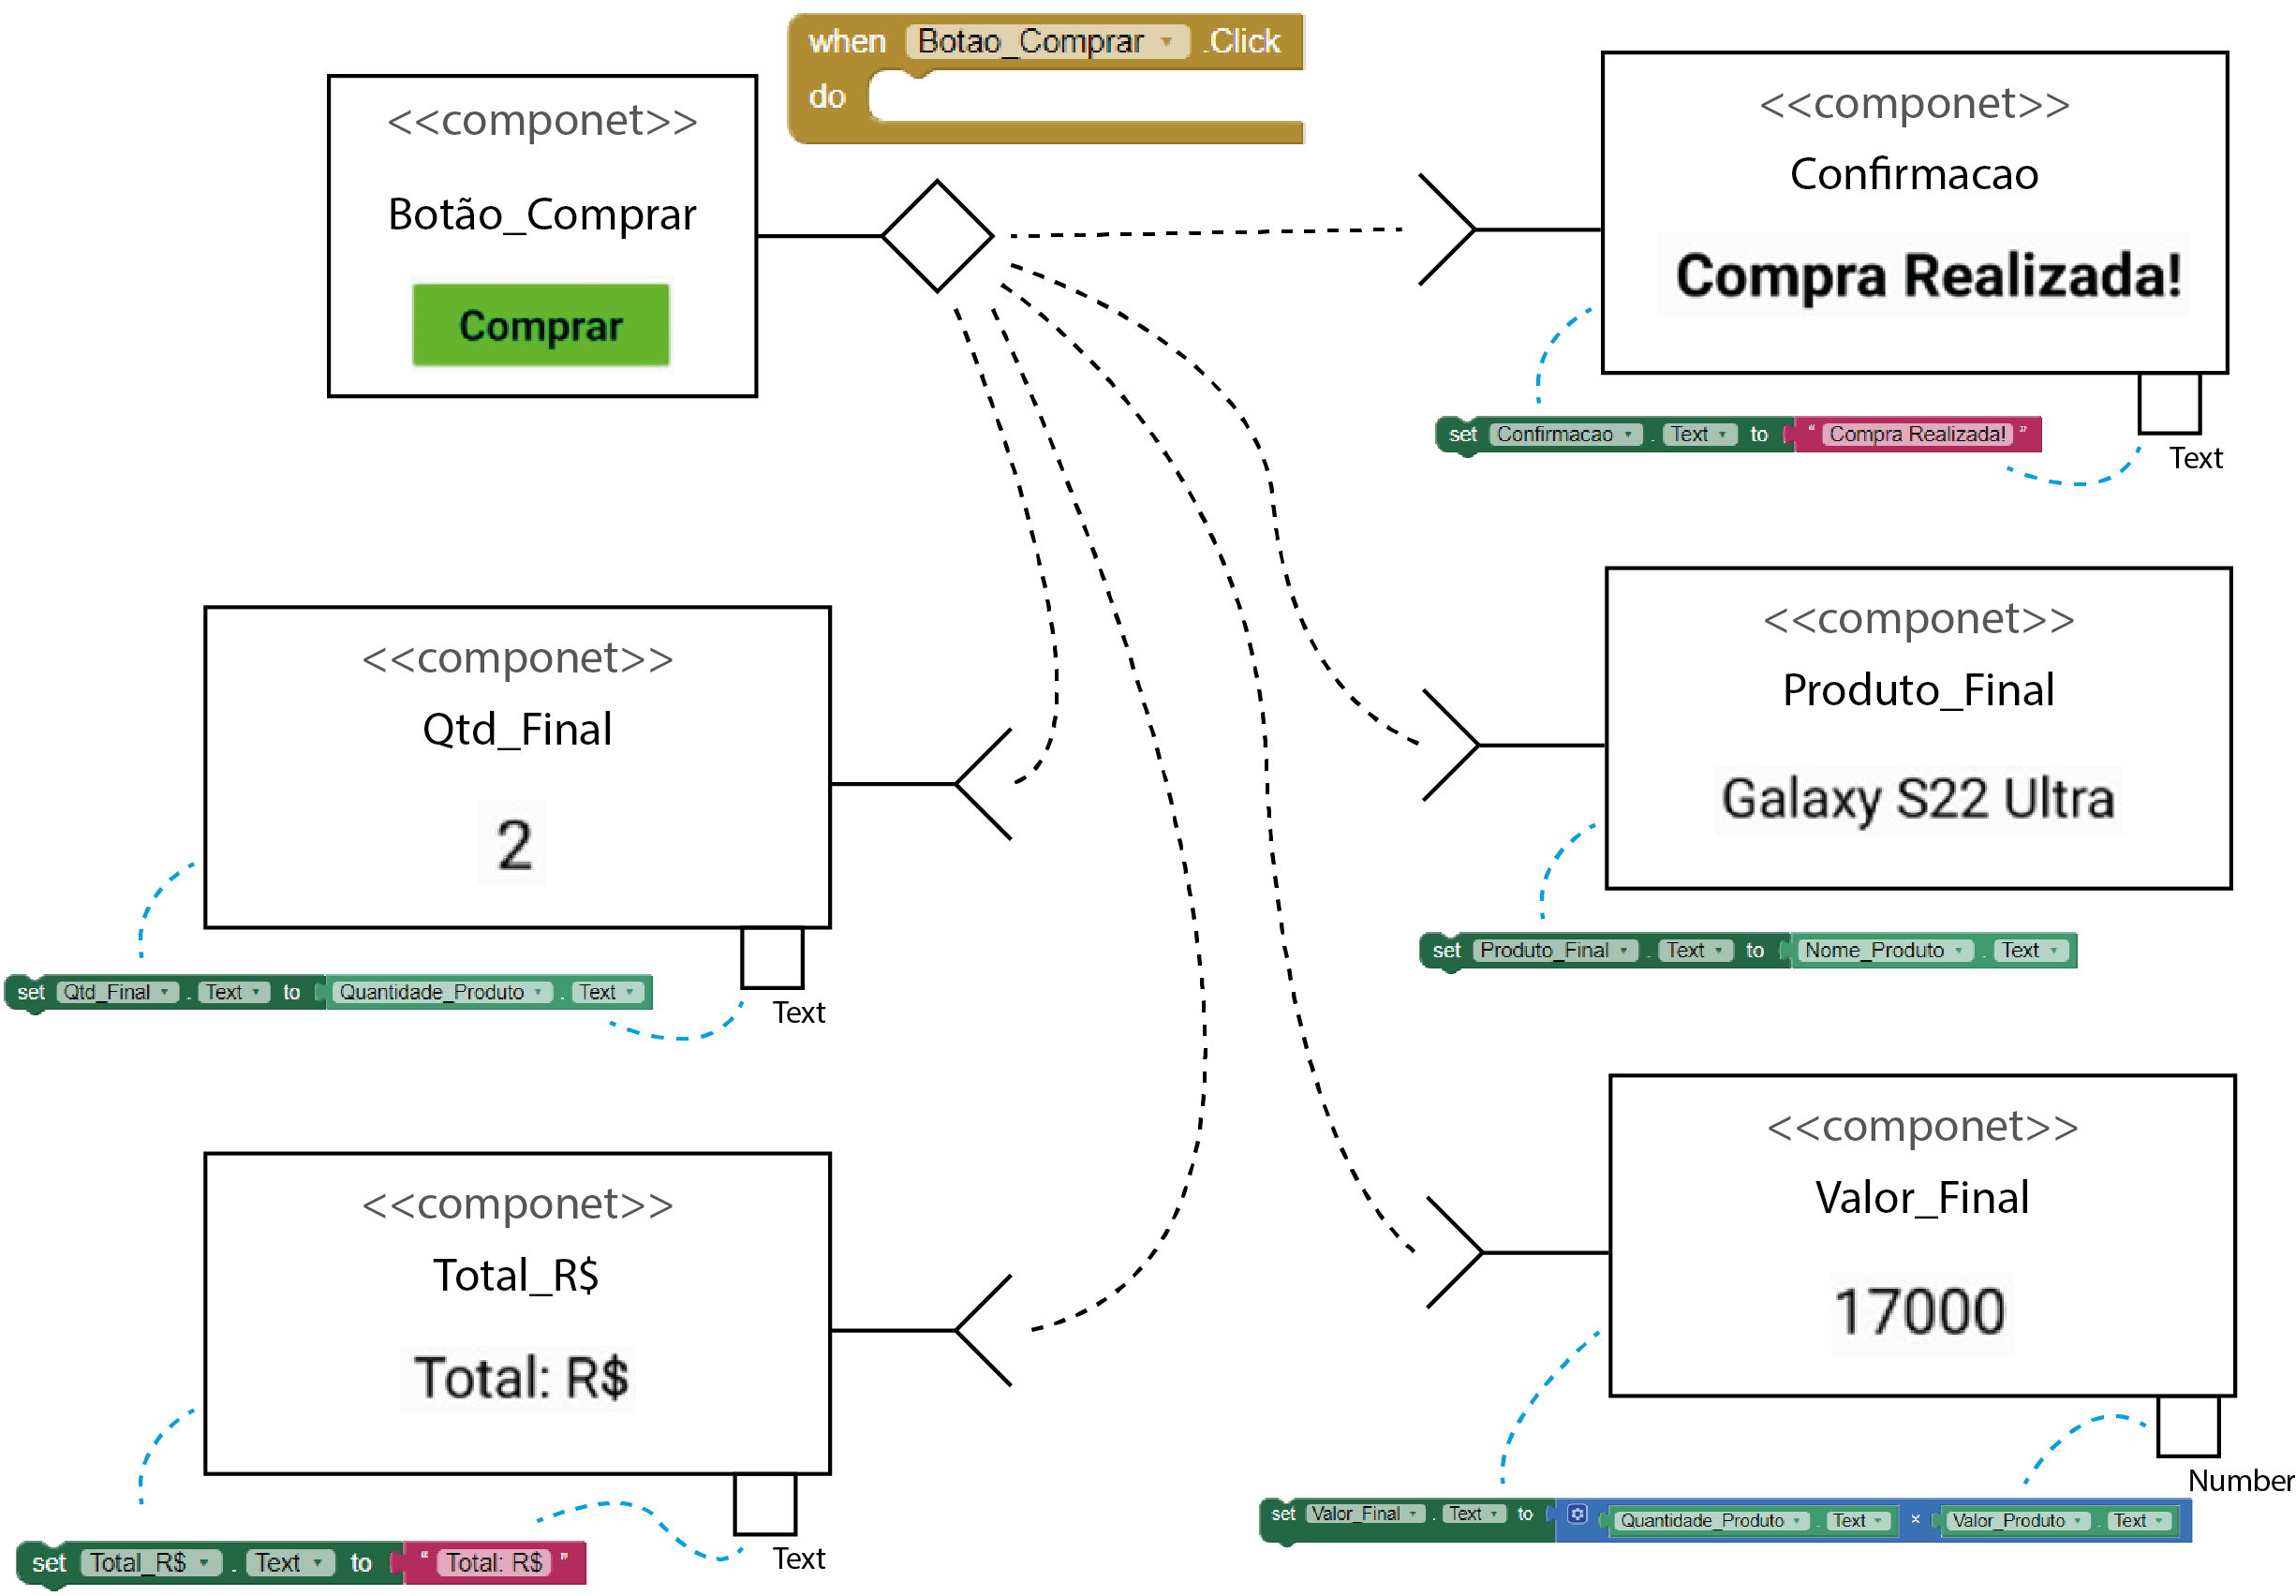 when Botao_Comprar .Click
do
<<componet>>
Botão_Comprar
Comprar
<<componet>>
Confirmacao
Compra Realizada!
set Confirmacao . Text to “ Compra Realizada! ”
Text
<<componet>>
Qtd_Final
2
set Qtd_Final . Text to Quantidade_Produto . Text
Text
<<componet>>
Produto_Final
Galaxy S22 Ultra
set Produto_Final . Text to Nome_Produto . Text
<<componet>>
Total_R$
Total: R$
set Total_R$ . Text to “ Total: R$ ”
Text
<<componet>>
Valor_Final
17000
Number
set Valor_Final . Text to Quantidade_Produto . Text × Valor_Produto . Text